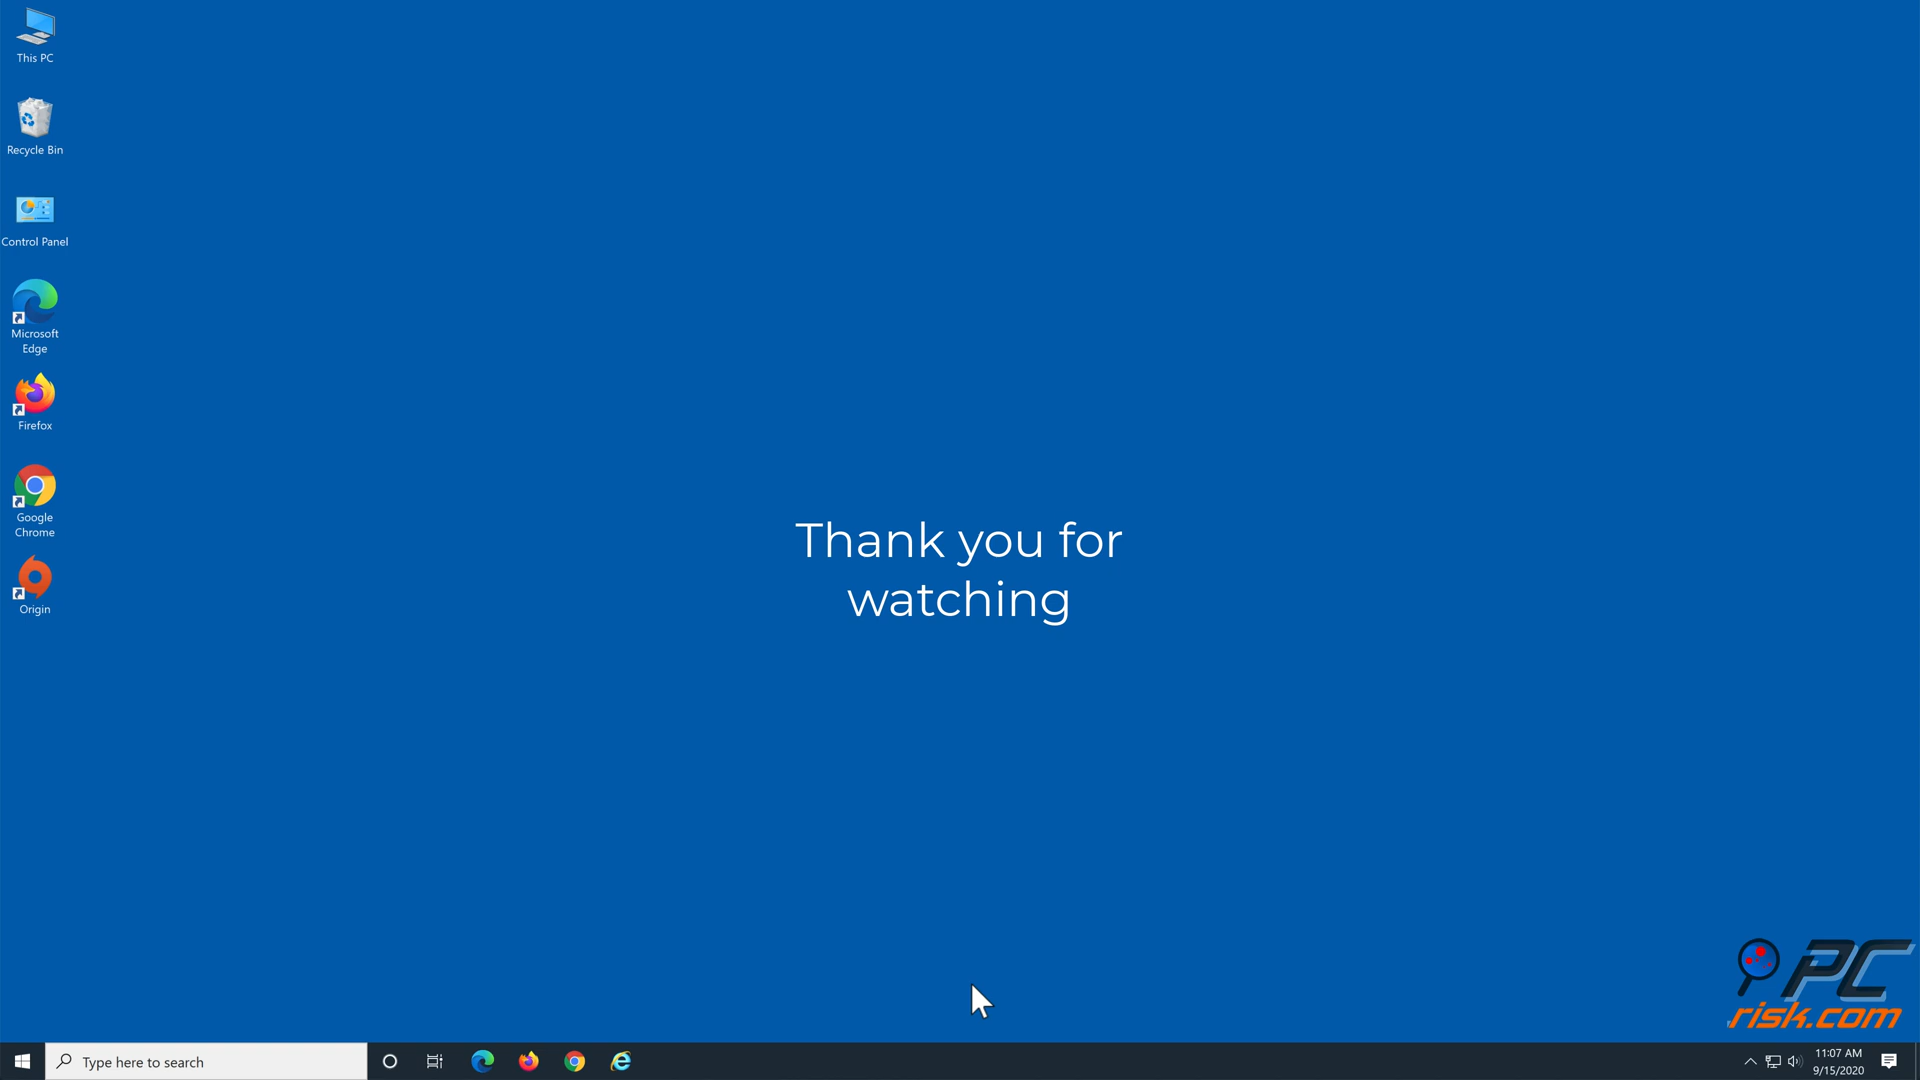 This PC
Recycle Bin
Control Panel
Microsoft
Edge
Firefox
Google
Chrome
Origin
Thank you for
watching
PC
risk.com
Type here to search
11:07 AM
9/15/2020